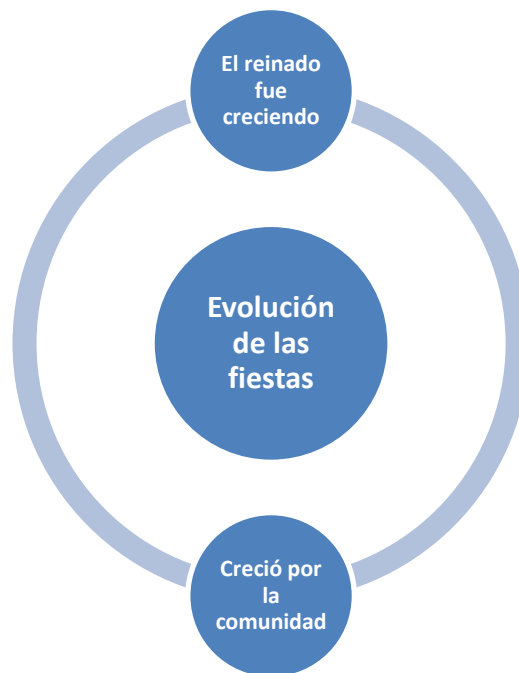 El reinado
fue
creciendo
Evolución
de las
fiestas
Creció por
la
comunidad